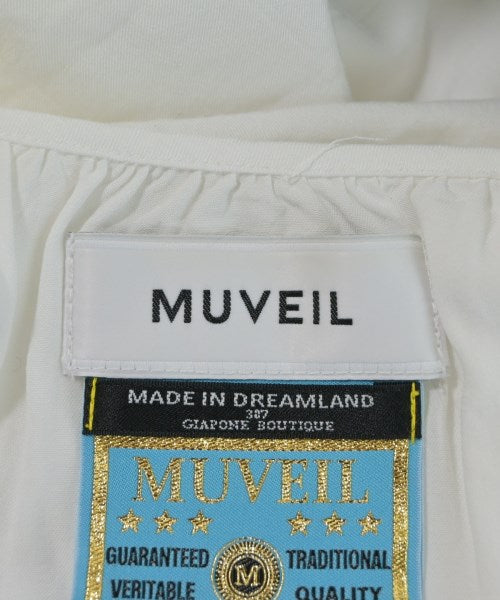 MUVEIL
MADE IN DREAMLAND
387
GIAPONE BOUTIQUE
MUVEIL
GUARANTEED TRADITIONAL
M
VERITABLE QUALITY